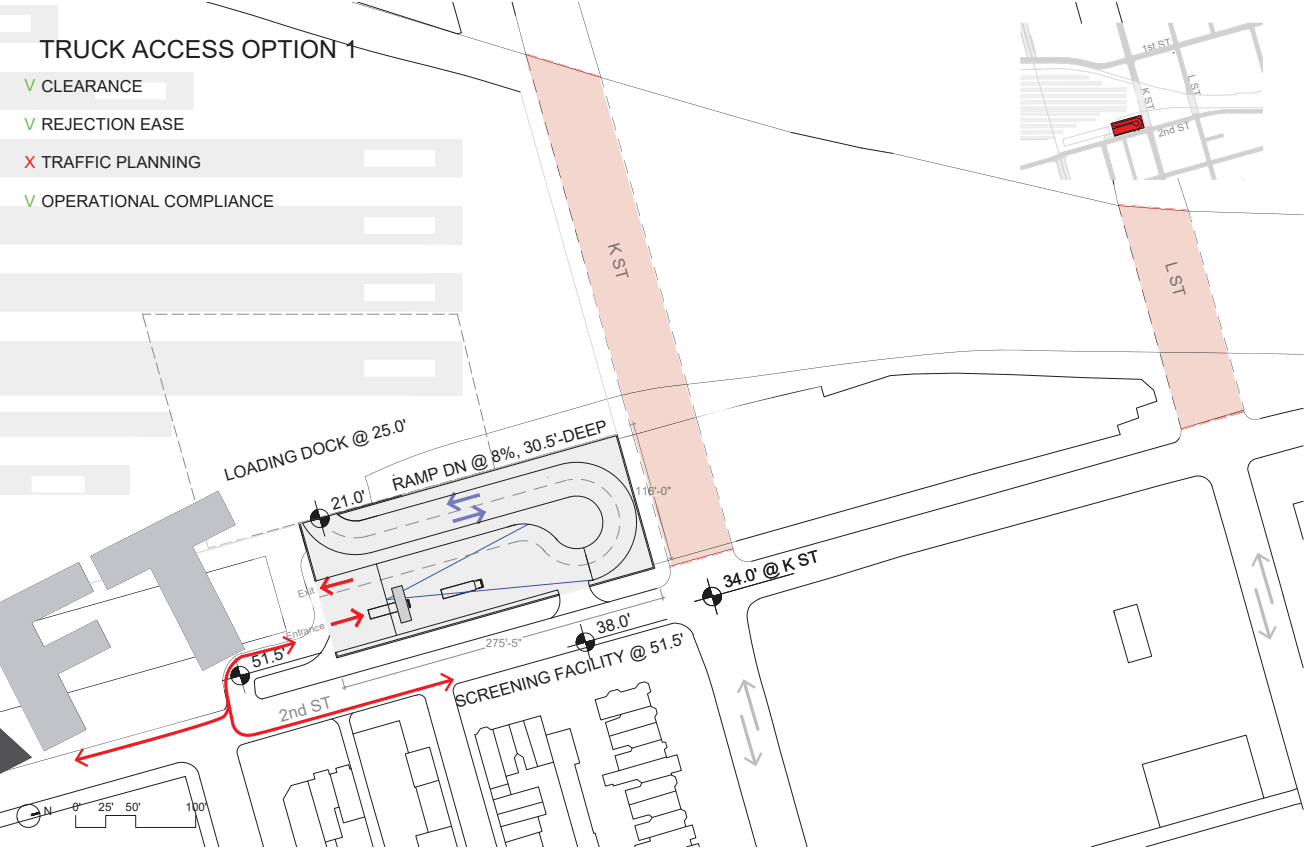 TRUCK ACCESS OPTION 1
V CLEARANCE
V REJECTION EASE
X TRAFFIC PLANNING
V OPERATIONAL COMPLIANCE
1st ST
L ST
K ST
2nd ST
K ST
L ST
LOADING DOCK @ 25.0'
RAMP DN @ 8%, 30.5'-DEEP
21.0'
116'-0"
Exit
Entrance
34.0' @ K ST
38.0'
275'-5"
51.5'
SCREENING FACILITY @ 51.5'
2nd ST
FT
N
0' 25' 50' 100'